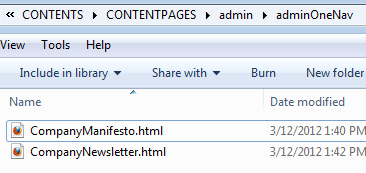 « CONTENTS ▸ CONTENTPAGES ▸ admin ▸ adminOneNav
View Tools Help
Include in library ▾ Share with ▾ Burn New folder
Name Date modified
CompanyManifesto.html 3/12/2012 1:40 PM
CompanyNewsletter.html 3/12/2012 1:42 PM